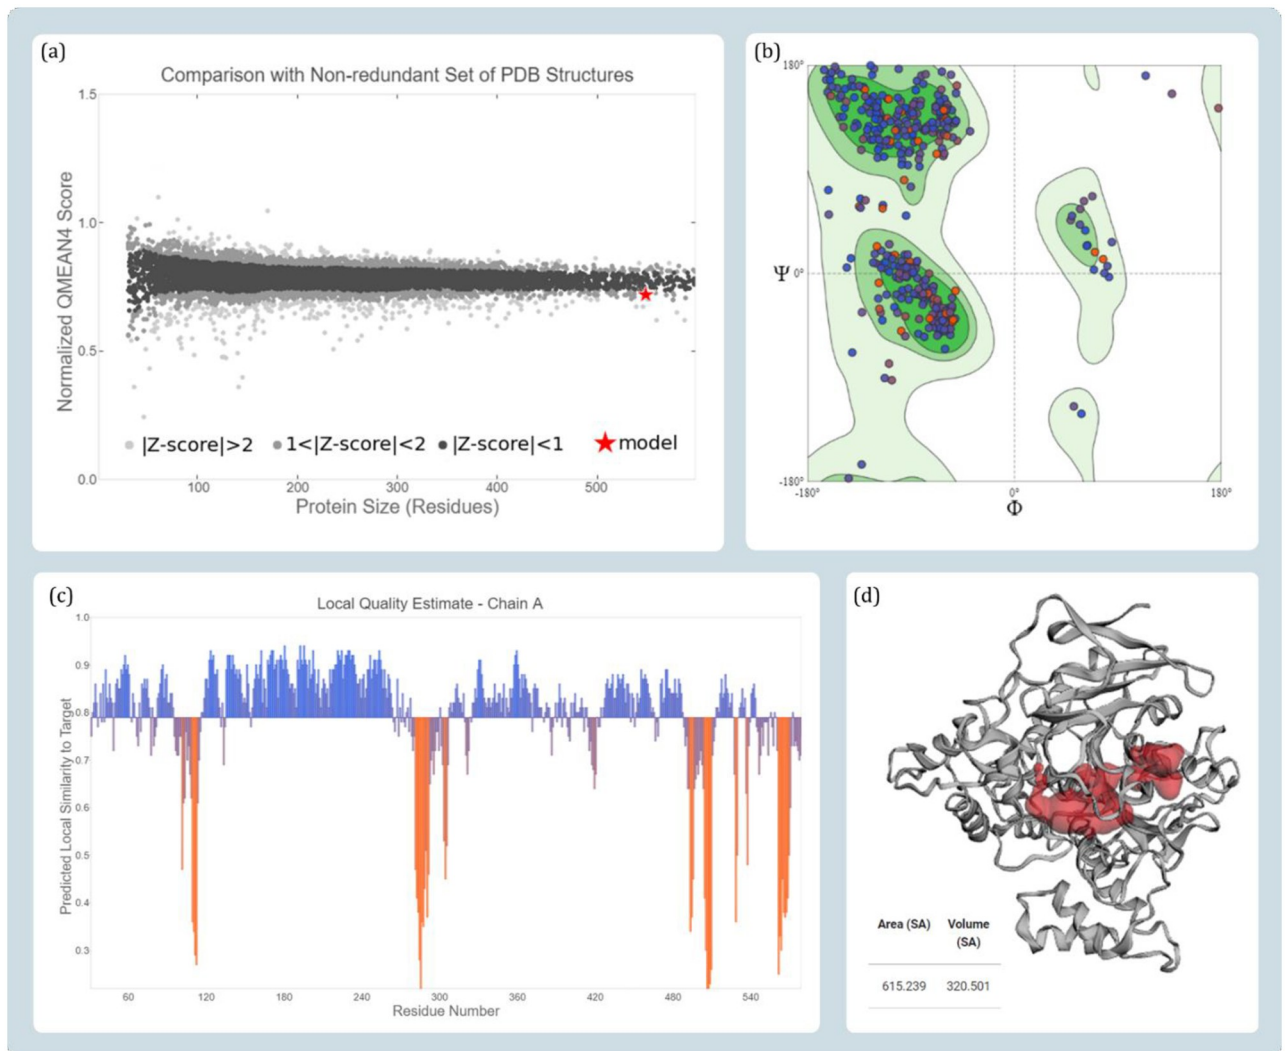 (a)
Comparison with Non-redundant Set of PDB Structures
Normalized QMEAN4 Score
1.5
1.0
0.5
0.0
|Z-score|>2
1<|Z-score|<2
|Z-score|<1
model
100
200
300
400
500
Protein Size (Residues)
(b)
180°
Ψ
0°
-180°
-180°
0°
180°
Φ
(c)
Local Quality Estimate - Chain A
Predicted Local Similarity to Target
1.0
0.9
0.8
0.7
0.6
0.5
0.4
0.3
60
120
180
240
300
360
420
480
540
Residue Number
(d)
Area (SA) Volume
(SA)
615.239 320.501